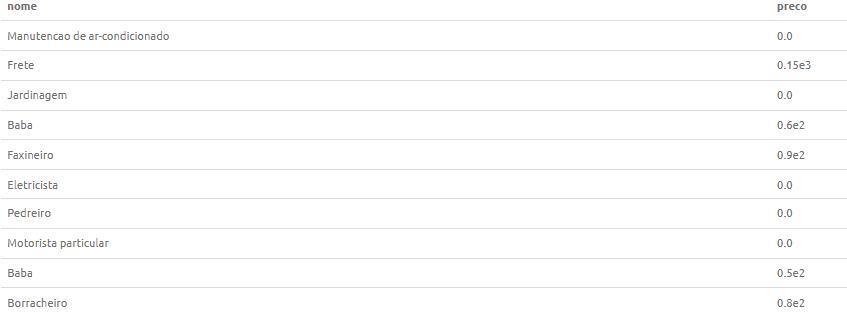 nome preco
Manutencao de ar-condicionado 0.0
Frete 0.15e3
Jardinagem 0.0
Baba 0.6e2
Faxineiro 0.9e2
Eletricista 0.0
Pedreiro 0.0
Motorista particular 0.0
Baba 0.5e2
Borracheiro 0.8e2